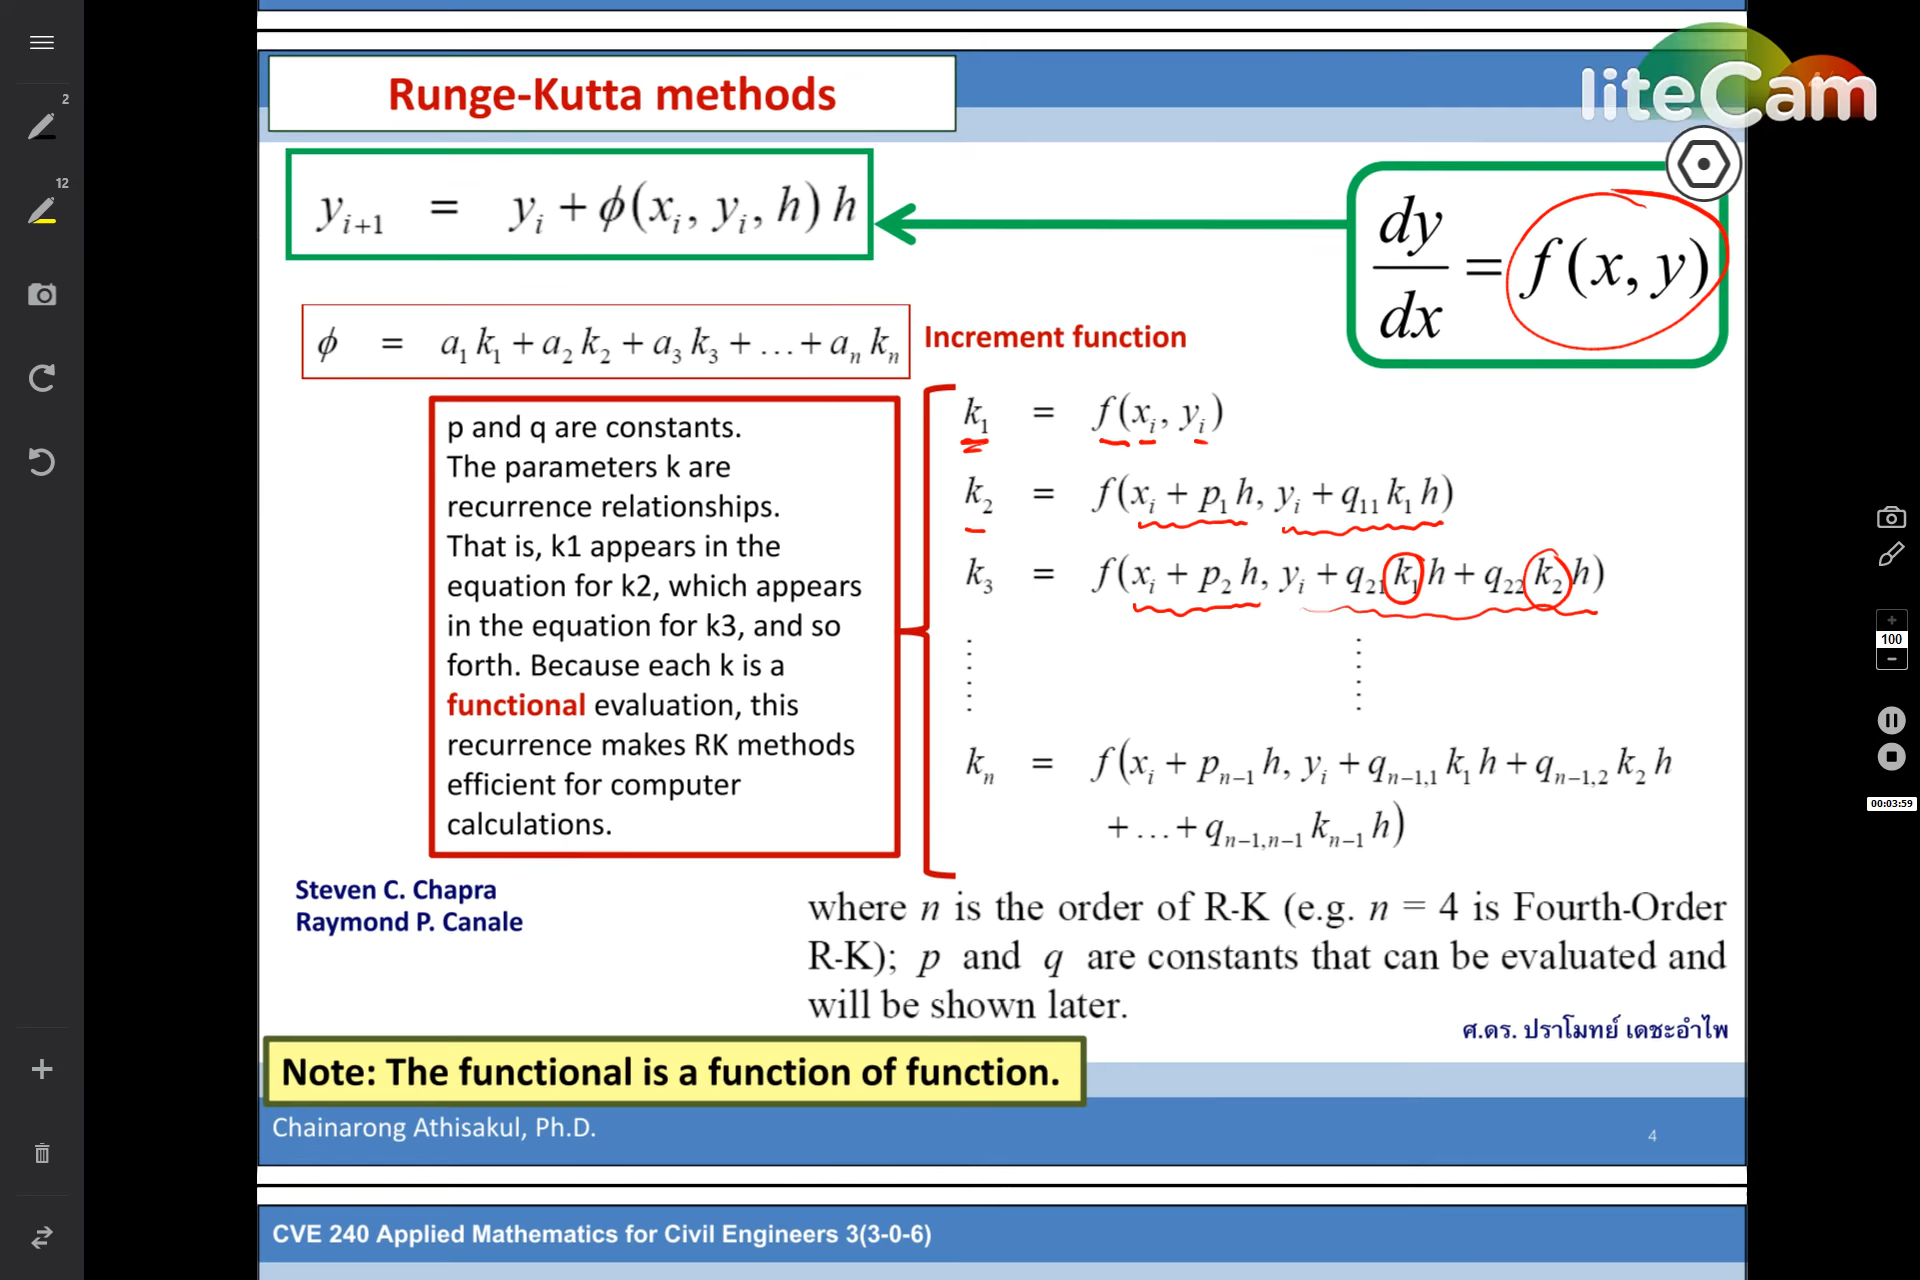 liteCam
2
12
Runge-Kutta methods
y_{i+1} = y_i + ϕ(x_i, y_i, h) h
dy/dx = f(x, y)
ϕ = a_1 k_1 + a_2 k_2 + a_3 k_3 + … + a_n k_n
Increment function
p and q are constants.
The parameters k are
recurrence relationships.
That is, k1 appears in the
equation for k2, which appears
in the equation for k3, and so
forth. Because each k is a
functional evaluation, this
recurrence makes RK methods
efficient for computer
calculations.
k_1 = f(x_i, y_i)
k_2 = f(x_i + p_1 h, y_i + q_{11} k_1 h)
k_3 = f(x_i + p_2 h, y_i + q_{21} k_1 h + q_{22} k_2 h)
k_n = f(x_i + p_{n−1} h, y_i + q_{n−1,1} k_1 h + q_{n−1,2} k_2 h
+ … + q_{n−1,n−1} k_{n−1} h)
Steven C. Chapra
Raymond P. Canale
where n is the order of R-K (e.g. n = 4 is Fourth-Order
R-K); p and q are constants that can be evaluated and
will be shown later.
ศ.ดร. ปราโมทย์ เดชะอำไพ
Note: The functional is a function of function.
Chainarong Athisakul, Ph.D.
4
CVE 240 Applied Mathematics for Civil Engineers 3(3-0-6)
100
00:03:59